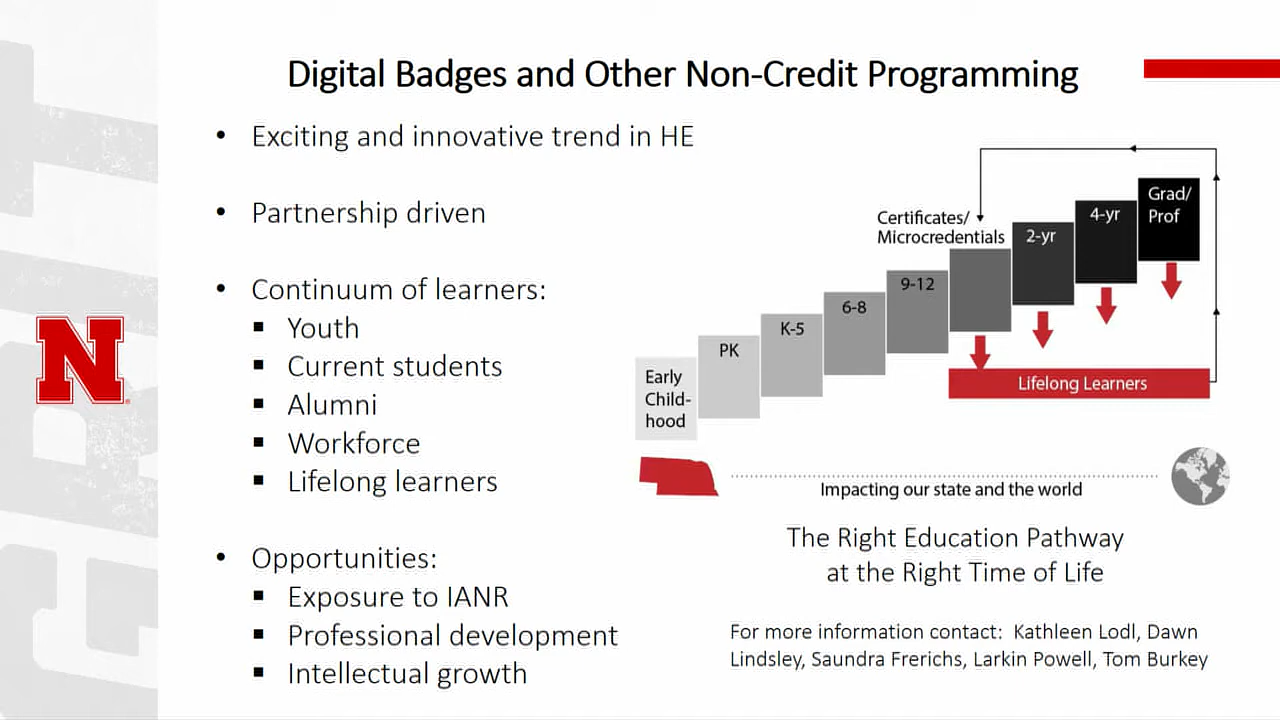 Digital Badges and Other Non-Credit Programming
• Exciting and innovative trend in HE
• Partnership driven
• Continuum of learners:
▪ Youth
▪ Current students
▪ Alumni
▪ Workforce
▪ Lifelong learners
• Opportunities:
▪ Exposure to IANR
▪ Professional development
▪ Intellectual growth
N
Early
Child-
hood
PK
K-5
6-8
9-12
Certificates/
Microcredentials
2-yr
4-yr
Grad/
Prof
Lifelong Learners
Impacting our state and the world
The Right Education Pathway
at the Right Time of Life
For more information contact: Kathleen Lodl, Dawn
Lindsley, Saundra Frerichs, Larkin Powell, Tom Burkey